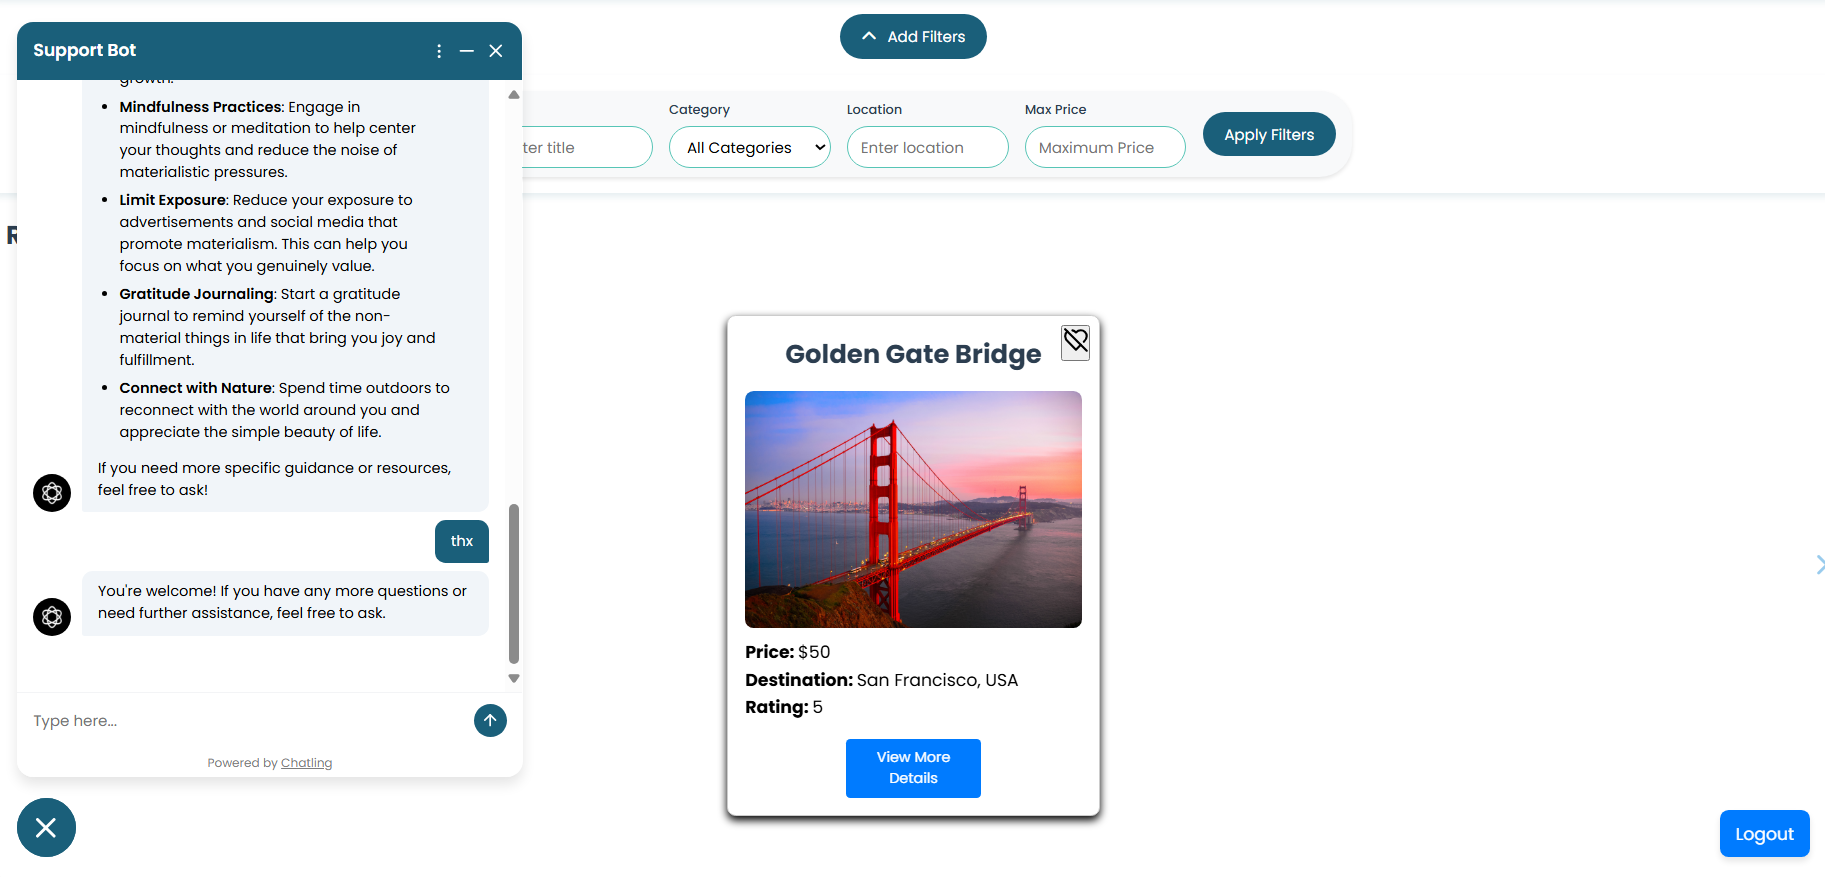 Support Bot
growth.
Mindfulness Practices: Engage in
mindfulness or meditation to help center
your thoughts and reduce the noise of
materialistic pressures.
Limit Exposure: Reduce your exposure to
advertisements and social media that
promote materialism. This can help you
focus on what you genuinely value.
Gratitude Journaling: Start a gratitude
journal to remind yourself of the non-
material things in life that bring you joy and
fulfillment.
Connect with Nature: Spend time outdoors to
reconnect with the world around you and
appreciate the simple beauty of life.
If you need more specific guidance or resources,
feel free to ask!
thx
You're welcome! If you have any more questions or
need further assistance, feel free to ask.
Type here...
Powered by Chatling
Add Filters
title
Category
All Categories
Location
Enter location
Max Price
Maximum Price
Apply Filters
Golden Gate Bridge
Price: $50
Destination: San Francisco, USA
Rating: 5
View More
Details
Logout